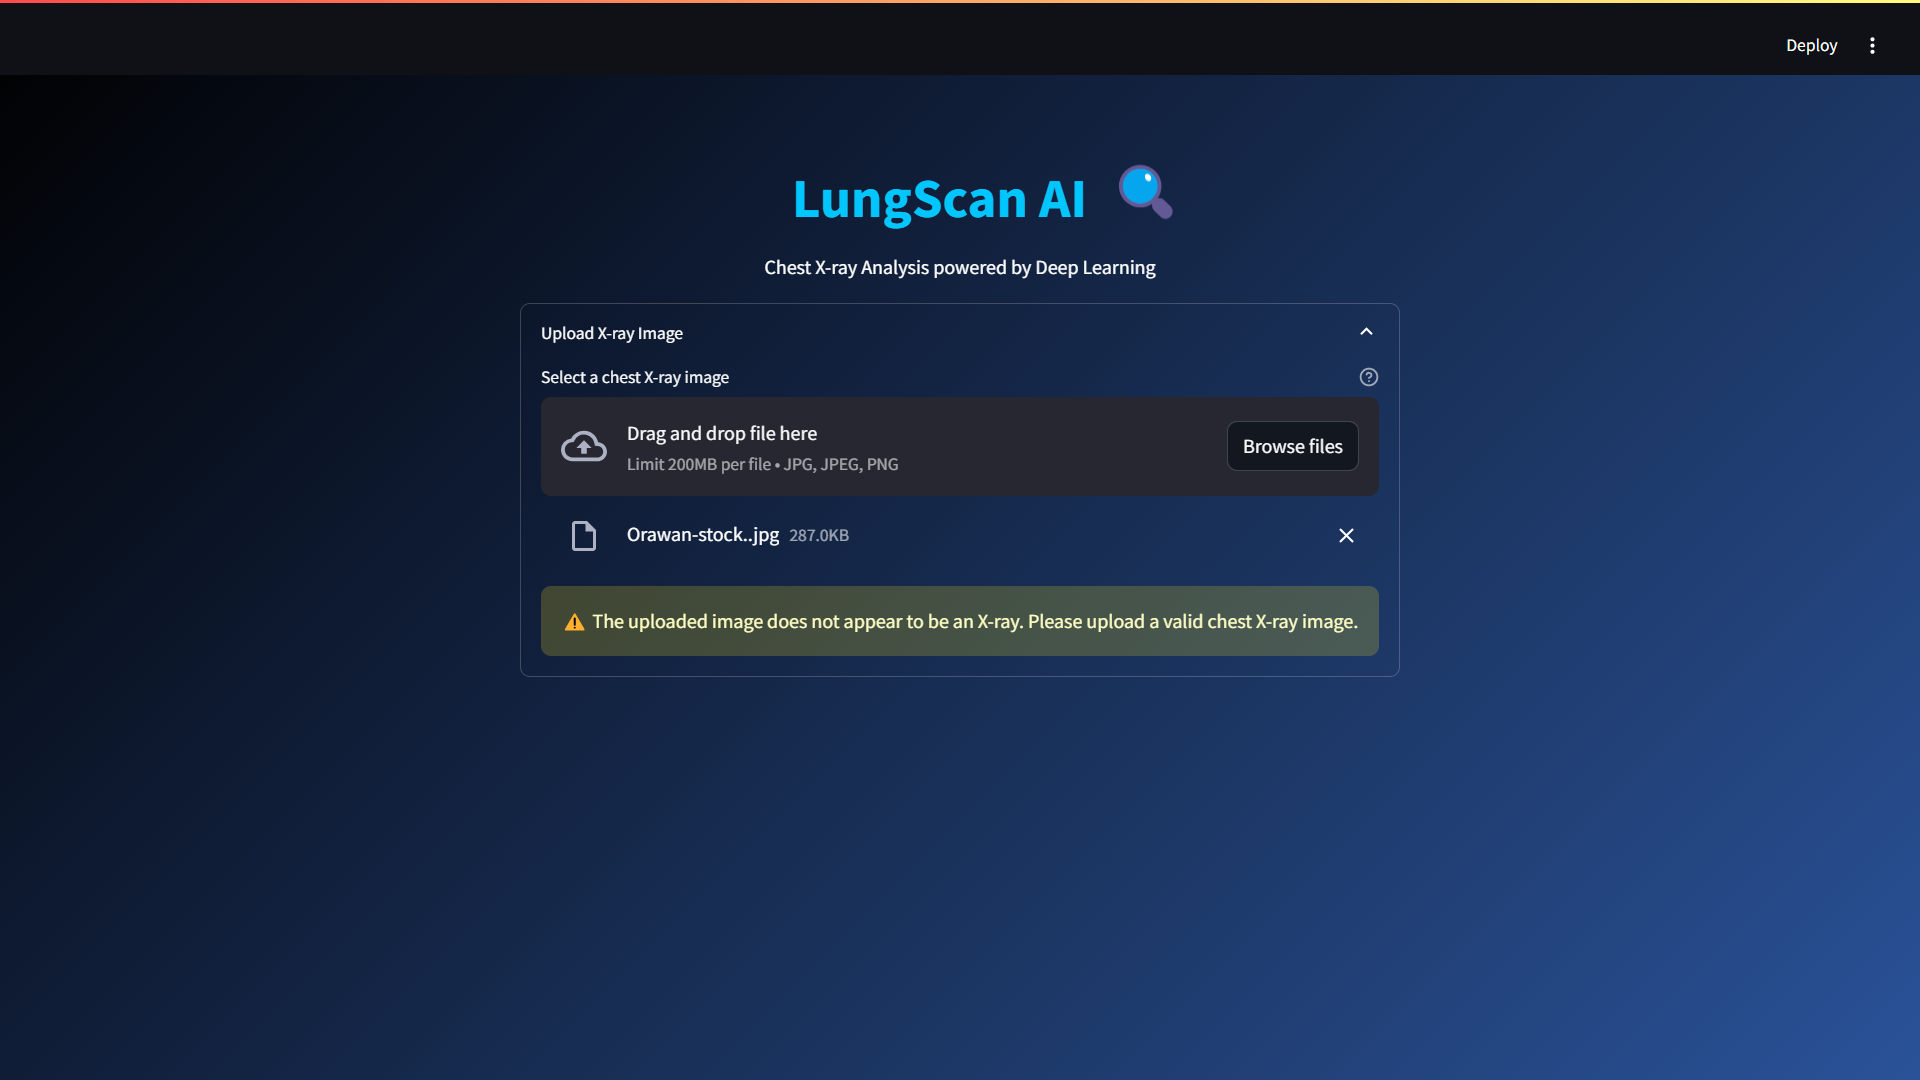 Deploy
LungScan AI
Chest X-ray Analysis powered by Deep Learning
Upload X-ray Image
Select a chest X-ray image
Drag and drop file here
Limit 200MB per file • JPG, JPEG, PNG
Browse files
Orawan-stock..jpg 287.0KB
The uploaded image does not appear to be an X-ray. Please upload a valid chest X-ray image.